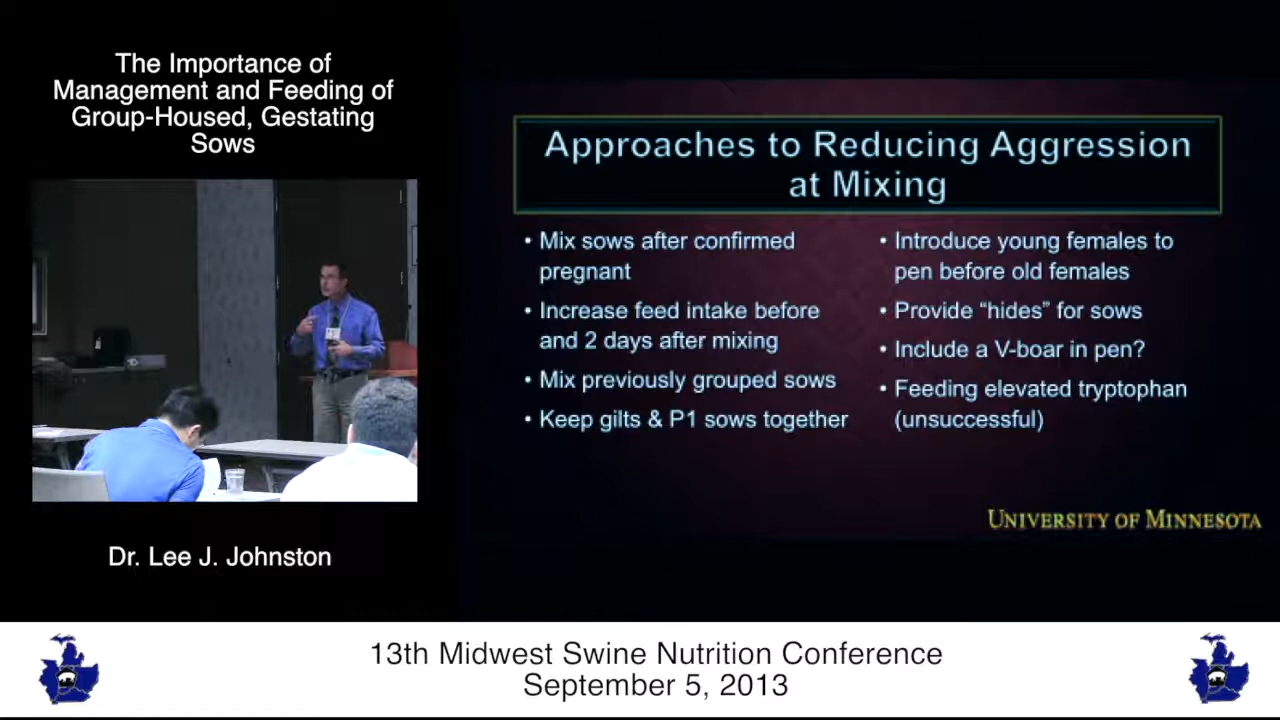 The Importance of
Management and Feeding of
Group-Housed, Gestating
Sows
Approaches to Reducing Aggression
at Mixing
• Mix sows after confirmed
pregnant
• Increase feed intake before
and 2 days after mixing
• Mix previously grouped sows
• Keep gilts & P1 sows together
• Introduce young females to
pen before old females
• Provide “hides” for sows
• Include a V-boar in pen?
• Feeding elevated tryptophan
(unsuccessful)
UNIVERSITY OF MINNESOTA
Dr. Lee J. Johnston
13th Midwest Swine Nutrition Conference
September 5, 2013